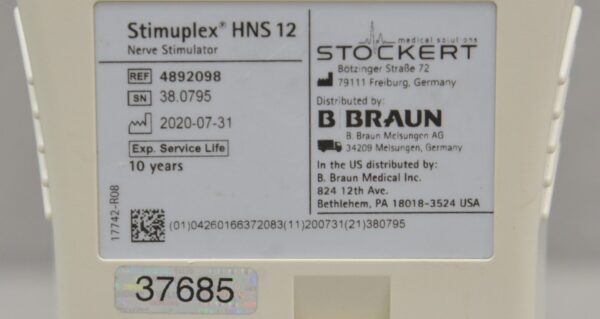 Stimuplex® HNS 12
Nerve Stimulator
REF 4892098
SN 38.0795
2020-07-31
Exp. Service Life
10 years
17742-R08
medical solutions
STOCKERT
Bötzinger Straße 72
79111 Freiburg, Germany
Distributed by:
B BRAUN
B. Braun Melsungen AG
34209 Melsungen, Germany
In the US distributed by:
B. Braun Medical Inc.
824 12th Ave.
Bethlehem, PA 18018-3524 USA
(01)04260166372083(11)200731(21)380795
37685